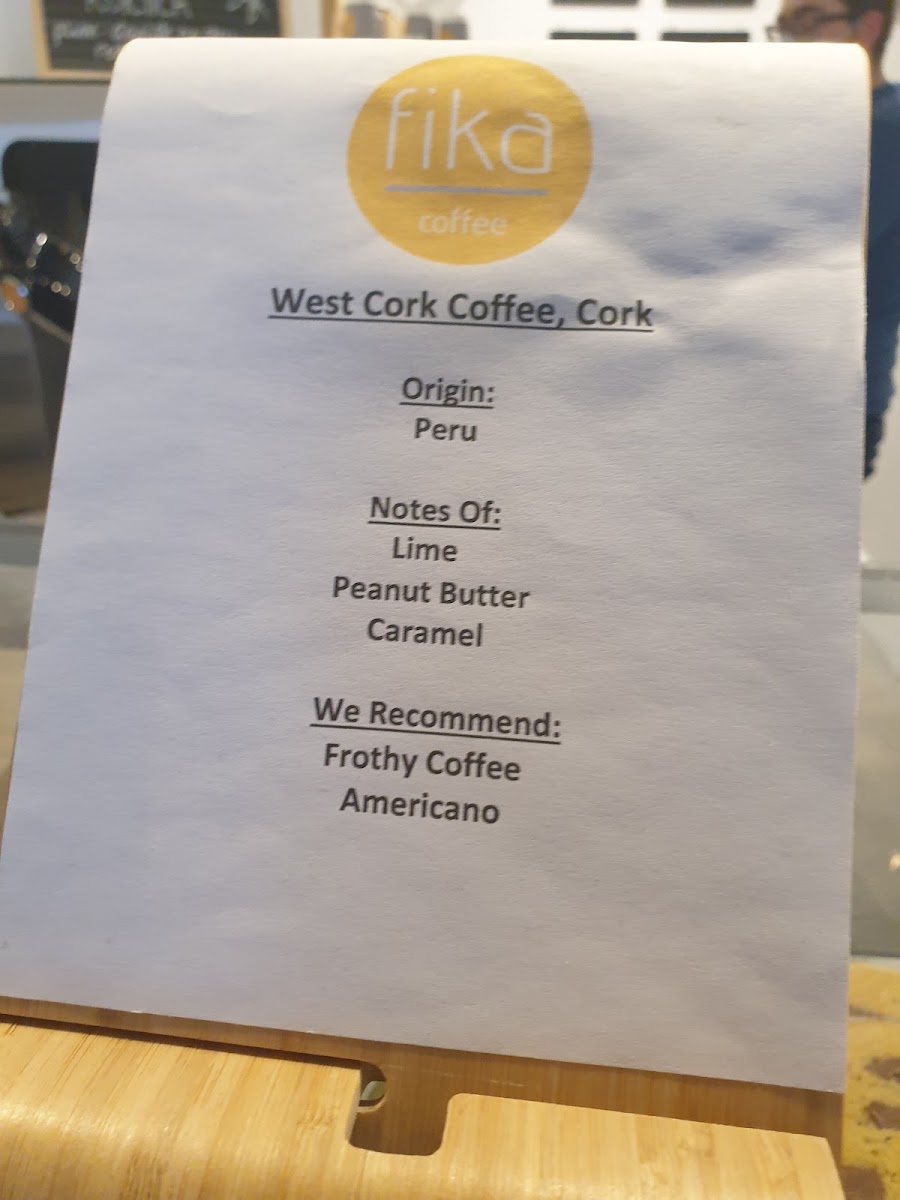 fika
coffee
West Cork Coffee, Cork
Origin:
Peru
Notes Of:
Lime
Peanut Butter
Caramel
We Recommend:
Frothy Coffee
Americano